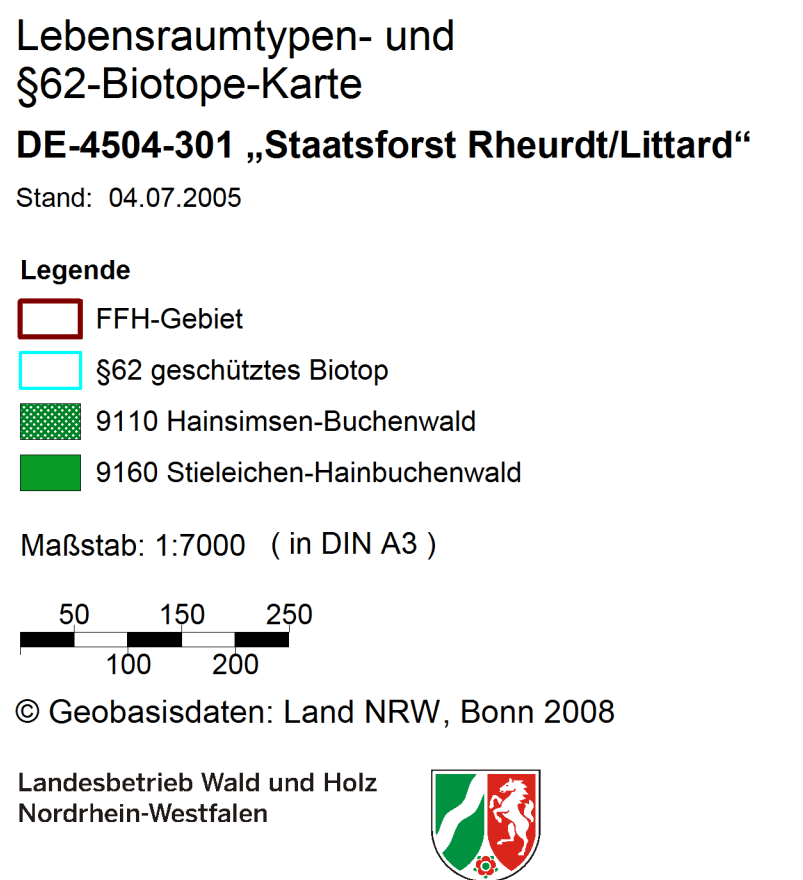 Lebensraumtypen- und
§62-Biotope-Karte
DE-4504-301 „Staatsforst Rheurdt/Littard“
Stand: 04.07.2005
Legende
FFH-Gebiet
§62 geschütztes Biotop
9110 Hainsimsen-Buchenwald
9160 Stieleichen-Hainbuchenwald
Maßstab: 1:7000 ( in DIN A3 )
50 150 250
100 200
© Geobasisdaten: Land NRW, Bonn 2008
Landesbetrieb Wald und Holz
Nordrhein-Westfalen